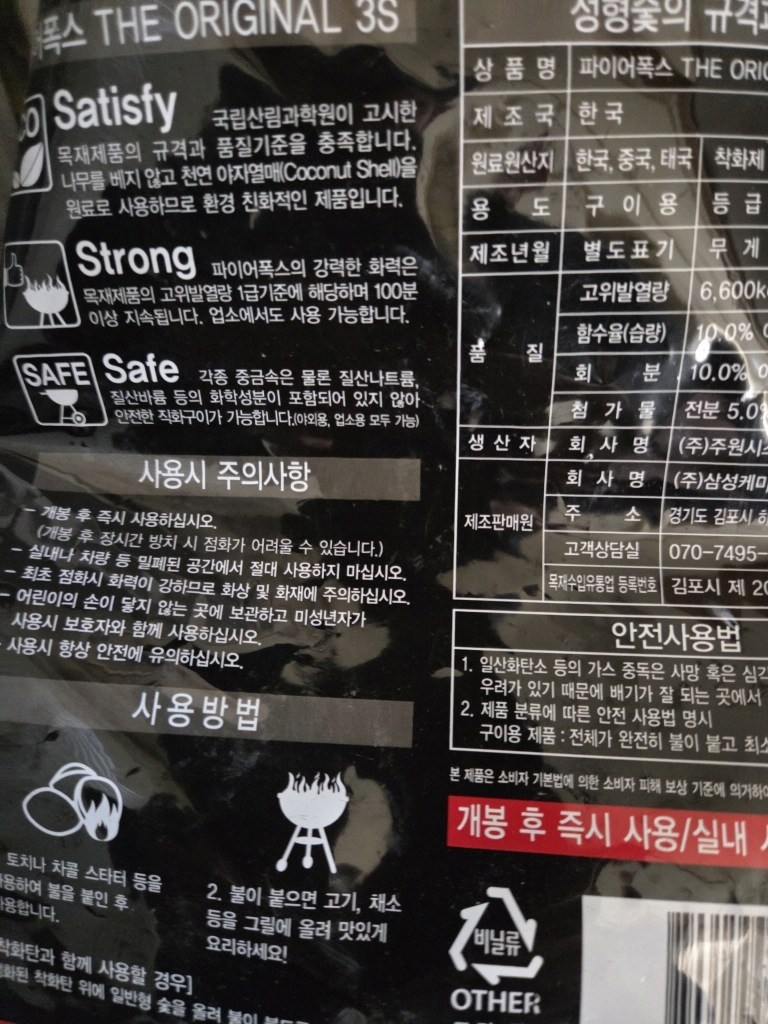 THE ORIGINAL 3S
Satisfy 국립산림과학원이 고시한
목재제품의 규격과 품질기준을 충족합니다.
나무를 베지 않고 천연 야자열매(Coconut Shell)을
원료로 사용하므로 환경 친화적인 제품입니다.
Strong 파이어폭스의 강력한 화력은
목재제품의 고위발열량 1급기준에 해당하며 100분
이상 지속됩니다. 업소에서도 사용 가능합니다.
SAFE
Safe 각종 중금속은 물론 질산나트륨,
질산바륨 등의 화학성분이 포함되어 있지 않아
안전한 직화구이가 가능합니다.(야외용, 업소용 모두 가능)
사용시 주의사항
- 개봉 후 즉시 사용하십시오.
(개봉 후 장시간 방치 시 점화가 어려울 수 있습니다.)
- 실내나 차량 등 밀폐된 공간에서 절대 사용하지 마십시오.
- 최초 점화시 화력이 강하므로 화상 및 화재에 주의하십시오.
- 어린이의 손이 닿지 않는 곳에 보관하고 미성년자가
사용시 보호자와 함께 사용하십시오.
- 사용시 항상 안전에 유의하십시오.
사용방법
토치나 차콜 스타터 등을
불을 붙인 후
2. 불이 붙으면 고기, 채소
등을 그릴에 올려 맛있게
요리하세요!
착화탄과 함께 사용할 경우]
착화탄 위에 일반형 숯을 올려 불이
성형숯의 규격
상품명 파이어폭스 THE
제조국 한국
원료원산지 한국, 중국, 태국 착화제
용도 구이용 등급
제조년월 별도표기 무게
품질 고위발열량
함수율(습량) 10.0%
회분 10.0%
첨가물 전분 5.0
생산자 회사명
제조판매원 회사명
주소 경기도 김포시
고객상담실 070-7495-
목재수입유통업 등록번호 김포시 제
안전사용법
1. 일산화탄소 등의 가스 중독은 사망 혹은
우려가 있기 때문에 배기가 잘 되는 곳에서
2. 제품 분류에 따른 안전 사용법 명시
구이용 제품 : 전체가 완전히 불이 붙고
본 제품은 소비자 기본법에 의한 소비자 피해 보상 기준에
개봉 후 즉시 사용/실내
비닐류
OTHER